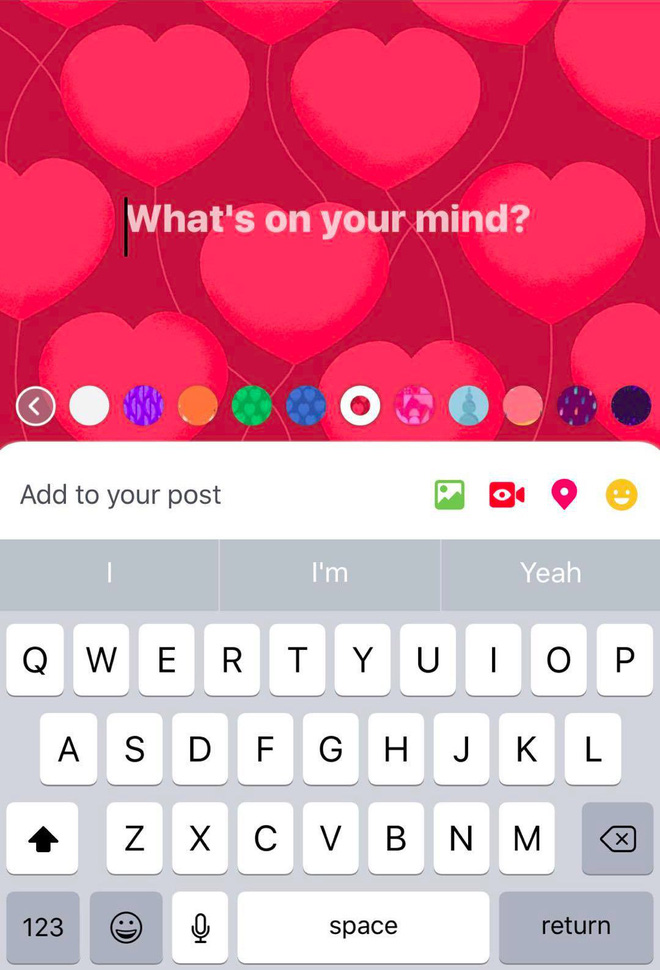 What's on your mind?
Add to your post
I I'm Yeah
Q W E R T Y U I O P
A S D F G H J K L
Z X C V B N M
123 space return